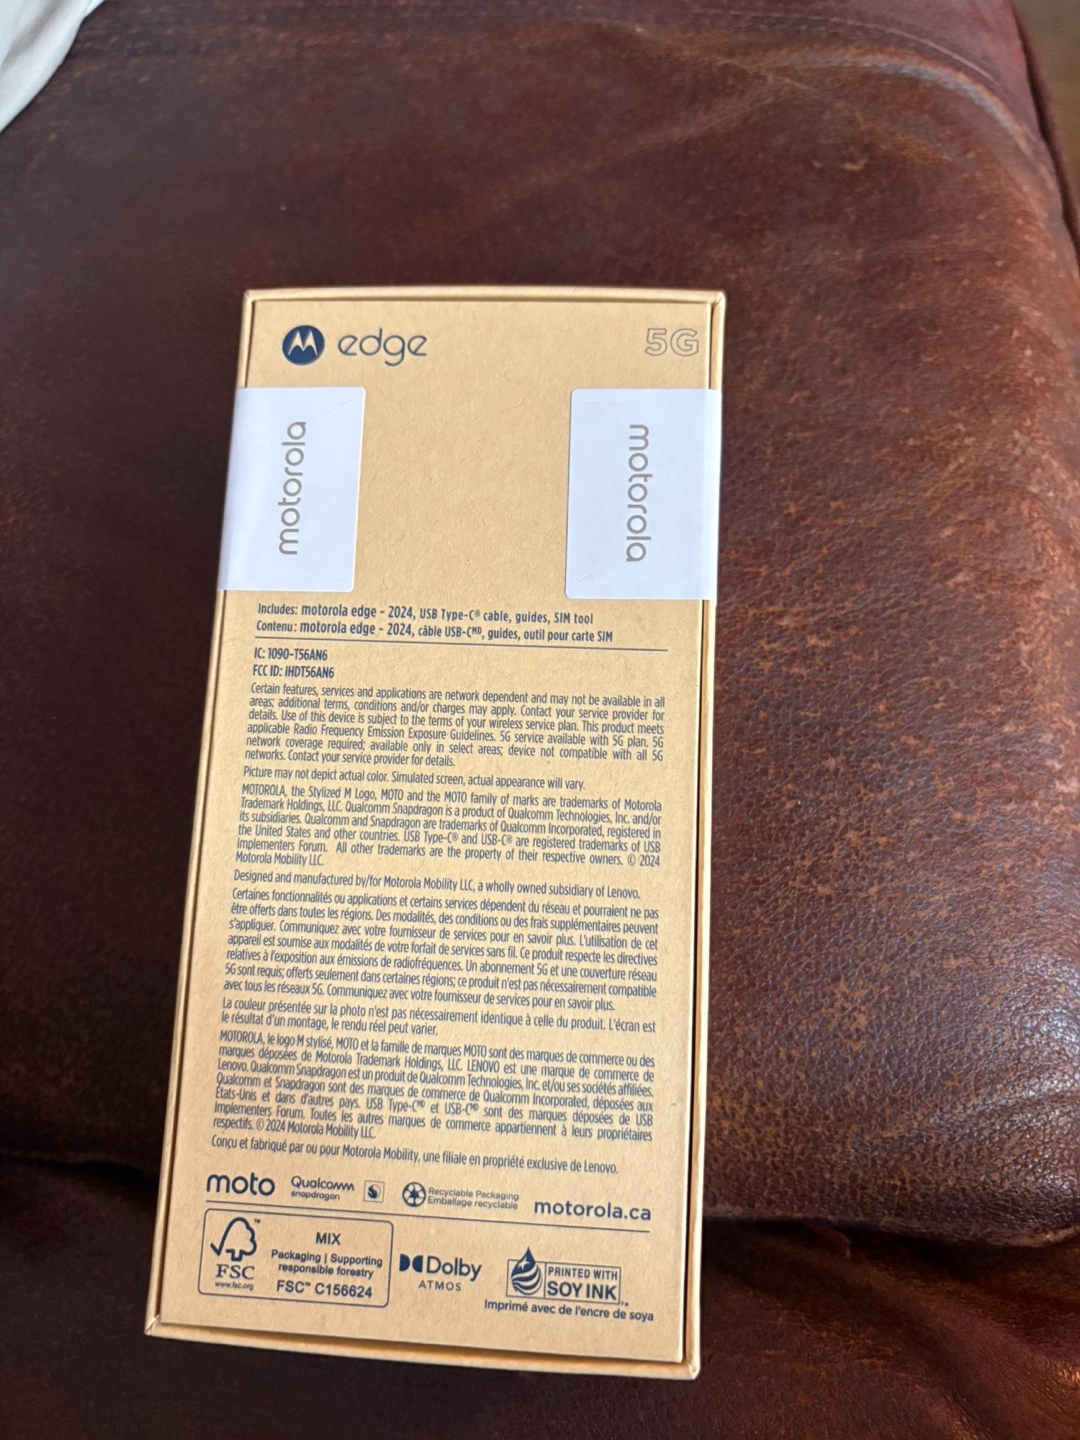 edge
5G
motorola
motorola
Includes: motorola edge - 2024, USB Type-C® cable, guides, SIM tool
Contenu : motorola edge - 2024, câble USB-Cᴹᴰ, guides, outil pour carte SIM
IC: 1090-T56AN6
FCC ID: IHDT56AN6
Certain features, services and applications are network dependent and may not be available in all
areas; additional terms, conditions and/or charges may apply. Contact your service provider for
details. Use of this device is subject to the terms of your wireless service plan. This product meets
applicable Radio Frequency Emission Exposure Guidelines. 5G service available with 5G plan. 5G
network coverage required; available only in select areas; device not compatible with all 5G
networks. Contact your service provider for details.
Picture may not depict actual color. Simulated screen, actual appearance will vary.
MOTOROLA, the Stylized M Logo, MOTO and the MOTO family of marks are trademarks of Motorola
Trademark Holdings, LLC. Qualcomm Snapdragon is a product of Qualcomm Technologies, Inc. and/or
its subsidiaries. Qualcomm and Snapdragon are trademarks of Qualcomm Incorporated, registered in
the United States and other countries. USB Type-C® and USB-C® are registered trademarks of USB
Implementers Forum. All other trademarks are the property of their respective owners. © 2024
Motorola Mobility LLC.
Designed and manufactured by/for Motorola Mobility LLC, a wholly owned subsidiary of Lenovo.
Certaines fonctionnalités ou applications et certains services dépendent du réseau et pourraient ne pas
être offerts dans toutes les régions. Des modalités, des conditions ou des frais supplémentaires peuvent
s'appliquer. Communiquez avec votre fournisseur de services pour en savoir plus. L'utilisation de cet
appareil est soumise aux modalités de votre forfait de services sans fil. Ce produit respecte les directives
relatives à l'exposition aux émissions de radiofréquences. Un abonnement 5G et une couverture réseau
5G sont requis; offerts seulement dans certaines régions; ce produit n'est pas nécessairement compatible
avec tous les réseaux 5G. Communiquez avec votre fournisseur de services pour en savoir plus.
La couleur présentée sur la photo n'est pas nécessairement identique à celle du produit. L'écran est
le résultat d'un montage, le rendu réel peut varier.
MOTOROLA, le logo M stylisé, MOTO et la famille de marques MOTO sont des marques de commerce ou des
marques déposées de Motorola Trademark Holdings, LLC. LENOVO est une marque de commerce de
Lenovo. Qualcomm Snapdragon est un produit de Qualcomm Technologies, Inc. et/ou ses sociétés affiliées.
Qualcomm et Snapdragon sont des marques de commerce de Qualcomm Incorporated, déposées aux
États-Unis et dans d'autres pays. USB Type-Cᴹᴰ et USB-Cᴹᴰ sont des marques déposées de USB
Implementers Forum. Toutes les autres marques de commerce appartiennent à leurs propriétaires
respectifs. © 2024 Motorola Mobility LLC.
Conçu et fabriqué par ou pour Motorola Mobility, une filiale en propriété exclusive de Lenovo.
moto
Qualcomm
snapdragon
Recyclable Packaging
Emballage recyclable
motorola.ca
FSC™
www.fsc.org
MIX
Packaging | Supporting
responsible forestry
FSC™ C156624
Dolby
ATMOS
PRINTED WITH
SOY INK™
Imprimé avec de l'encre de soya